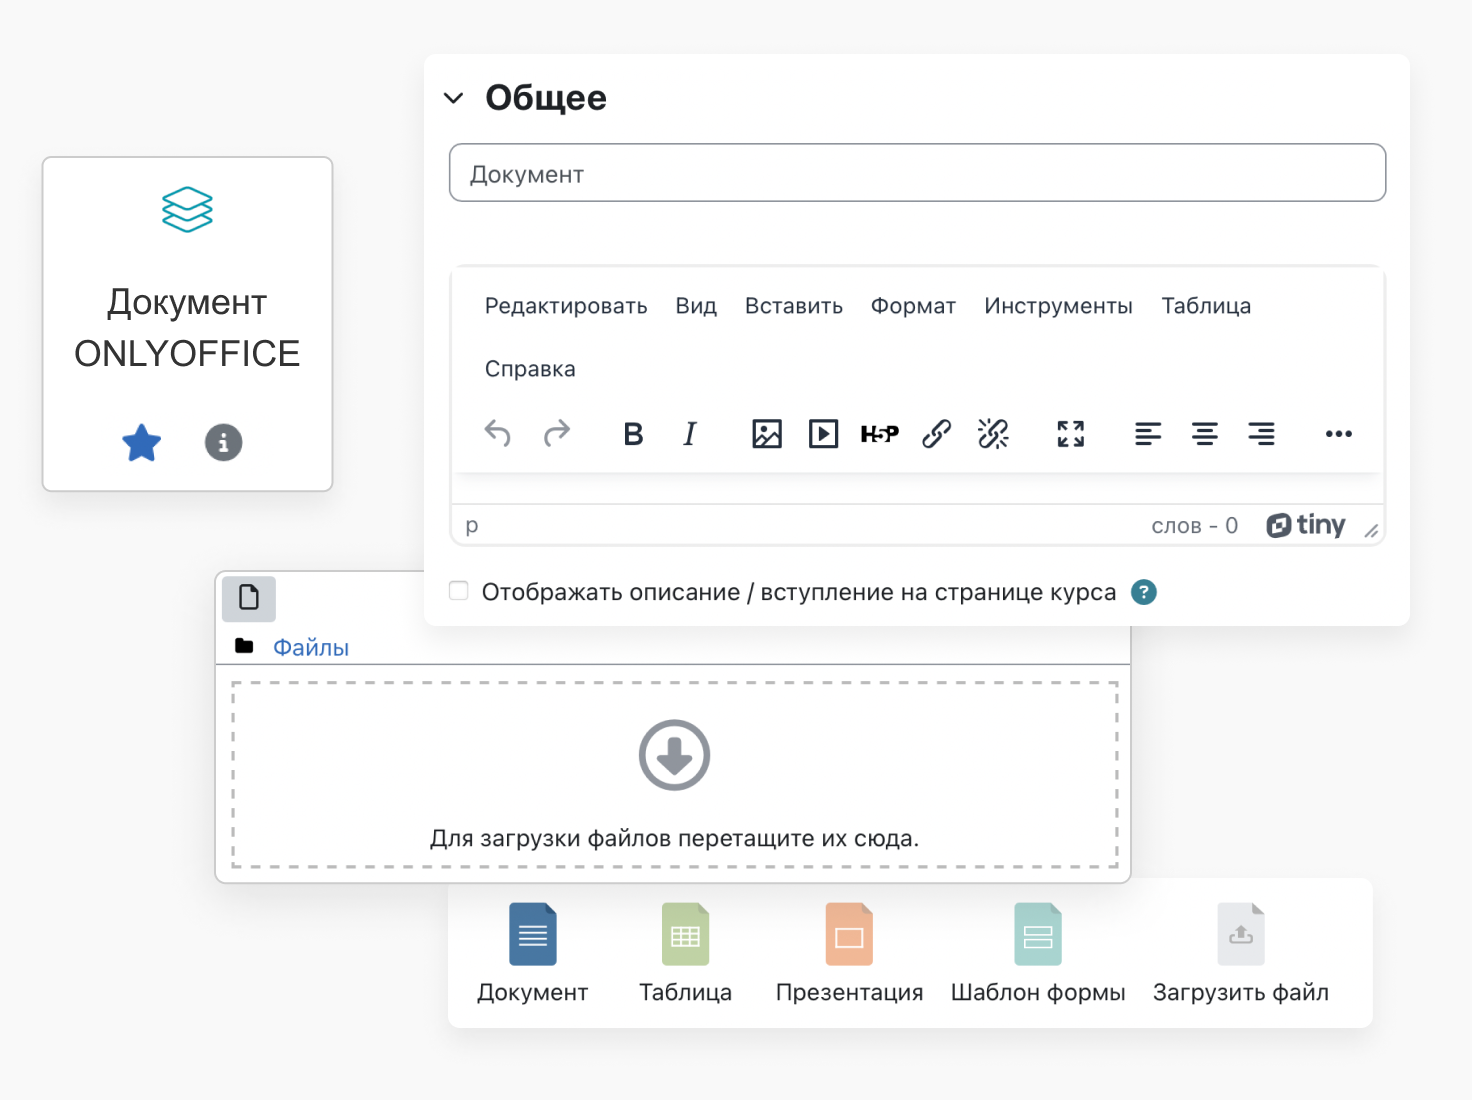 Общее
Документ
Документ
ONLYOFFICE
Редактировать Вид Вставить Формат Инструменты Таблица
Справка
B I H5P
p слов - 0 tiny
Отображать описание / вступление на странице курса ?
Файлы
Для загрузки файлов перетащите их сюда.
Документ Таблица Презентация Шаблон формы Загрузить файл